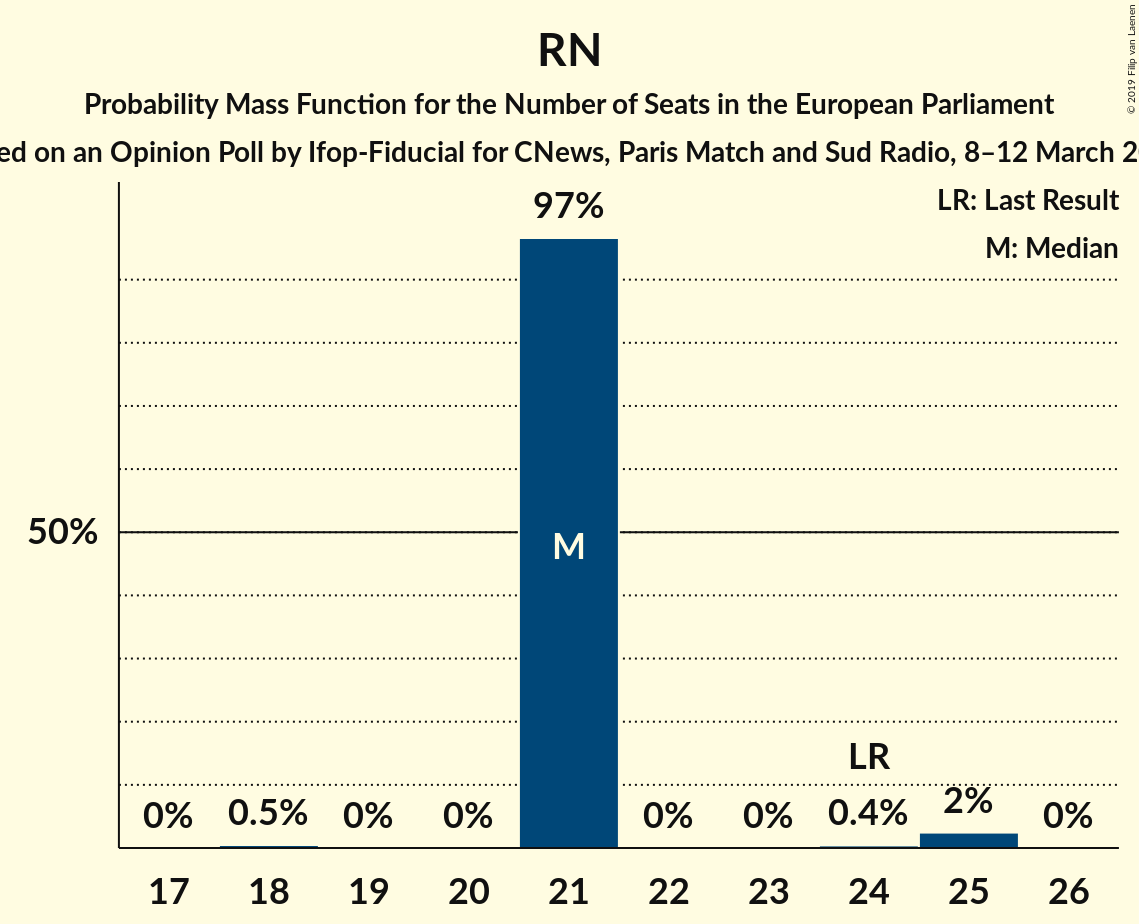 RN
Probability Mass Function for the Number of Seats in the European Parliament
on an Opinion Poll by Ifop-Fiducial for CNews, Paris Match and Sud Radio, 8–12 March
© 2019 Filip van Laenen
LR: Last Result
M: Median
97%
50%
M
LR
0% 0.5% 0% 0% 0% 0% 0.4% 2% 0%
17 18 19 20 21 22 23 24 25 26